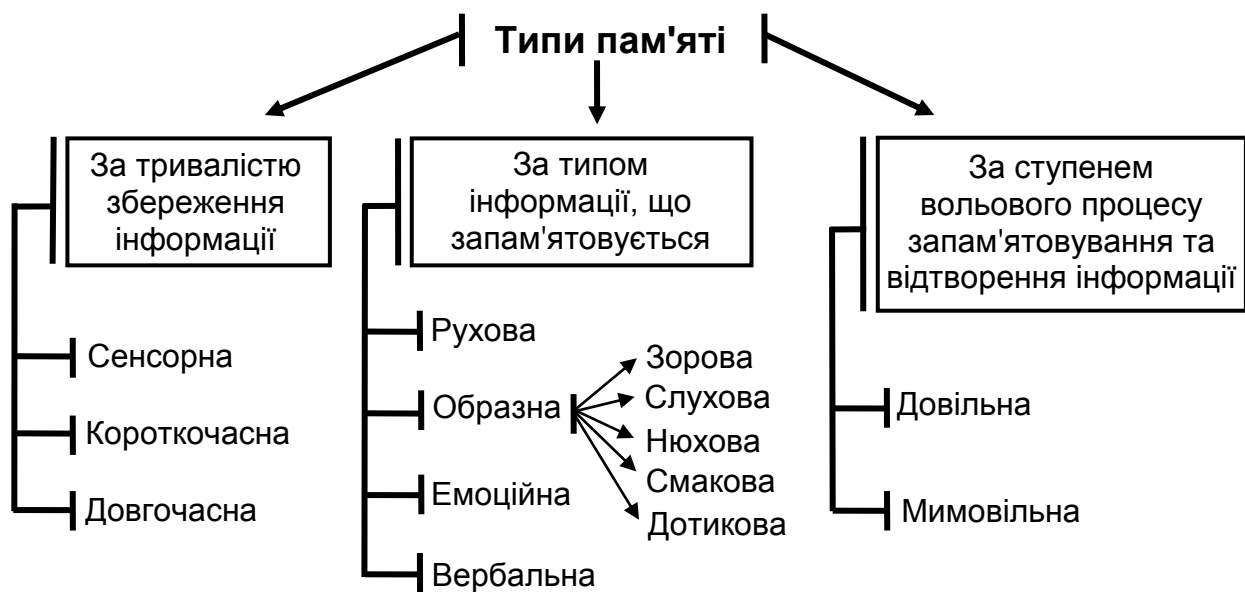 Типи пам'яті
За тривалістю
збереження
інформації
Сенсорна
Короткочасна
Довгочасна
За типом
інформації, що
запам'ятовується
Рухова
Образна
Зорова
Слухова
Нюхова
Смакова
Дотикова
Емоційна
Вербальна
За ступенем
вольового процесу
запам'ятовування та
відтворення інформації
Довільна
Мимовільна